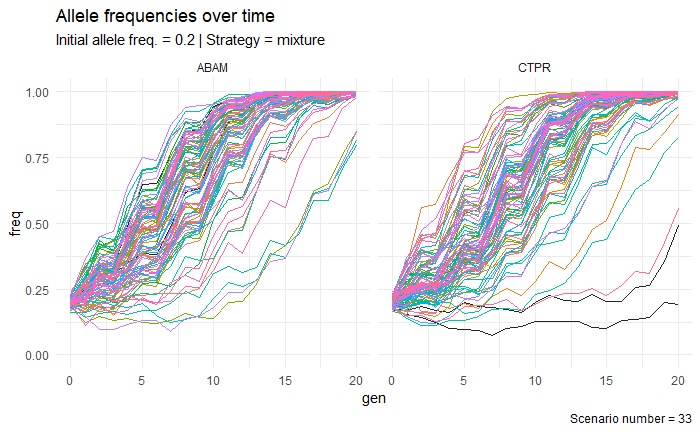 Allele frequencies over time
Initial allele freq. = 0.2 | Strategy = mixture
ABAM CTPR
1.00
0.75
0.50
0.25
0.00
freq
0 5 10 15 20 0 5 10 15 20
gen
Scenario number = 33